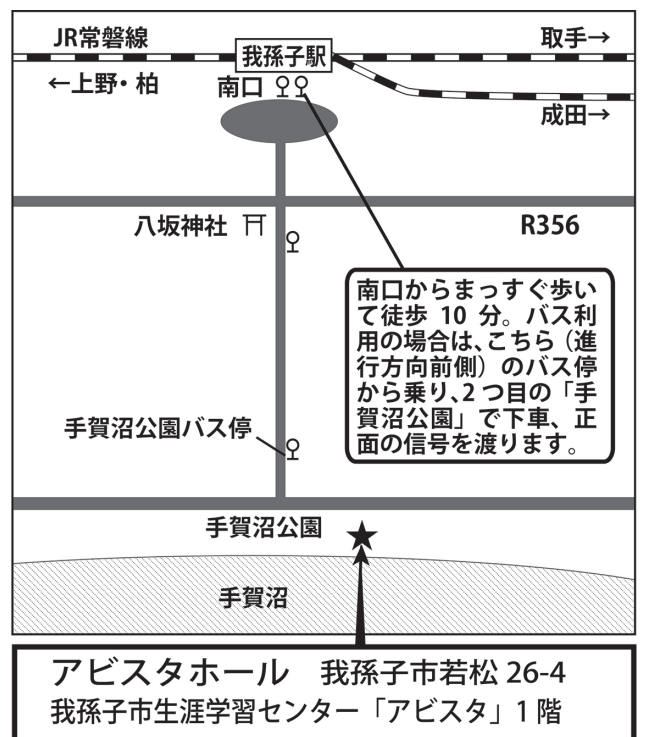 JR常磐線
我孫子駅
取手→
←上野・柏
南口
成田→
八坂神社
R356
南口からまっすぐ歩い
て徒歩 10 分。バス利
用の場合は、こちら（進
行方向前側）のバス停
から乗り、2つ目の「手
賀沼公園」で下車、正
面の信号を渡ります。
手賀沼公園バス停
手賀沼公園
手賀沼
アビスタホール 我孫子市若松 26-4
我孫子市生涯学習センター「アビスタ」1 階